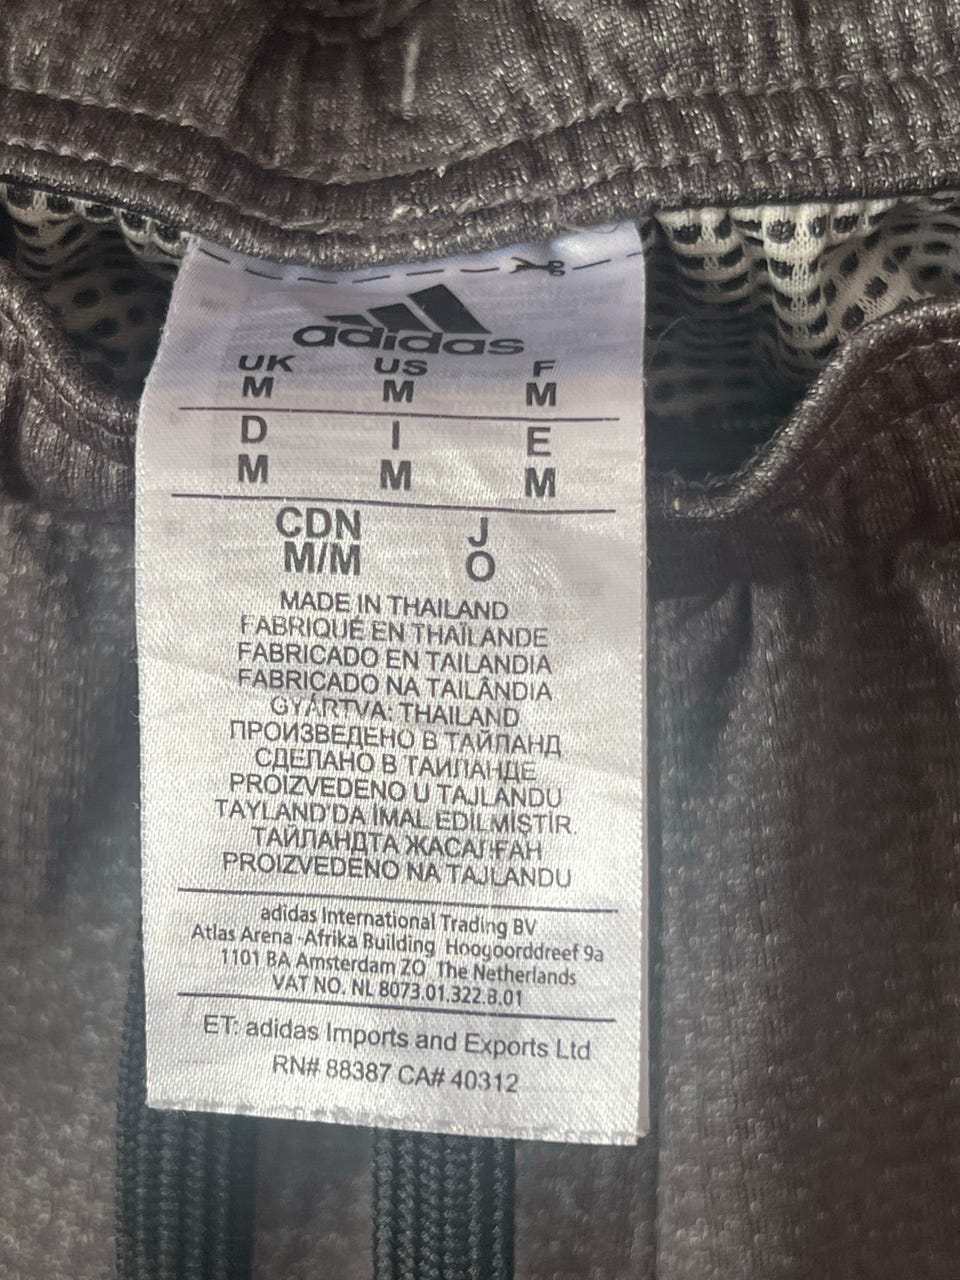 adidas
UK US F
M M M
D I E
M M M
CDN J
M/M O
MADE IN THAILAND
FABRIQUÉ EN THAÏLANDE
FABRICADO EN TAILANDIA
FABRICADO NA TAILÂNDIA
GYÁRTVA: THAILAND
ПРОИЗВЕДЕНО В ТАЙЛАНД
СДЕЛАНО В ТАИЛАНДЕ
PROIZVEDENO U TAJLANDU
TAYLAND'DA İMAL EDİLMİŞTİR.
ТАЙЛАНДТА ЖАСАЛҒАН
PROIZVEDENO NA TAJLANDU
adidas International Trading BV
Atlas Arena -Afrika Building Hoogoorddreef 9a
1101 BA Amsterdam ZO The Netherlands
VAT NO. NL 8073.01.322.B.01
ET: adidas Imports and Exports Ltd
RN# 88387 CA# 40312